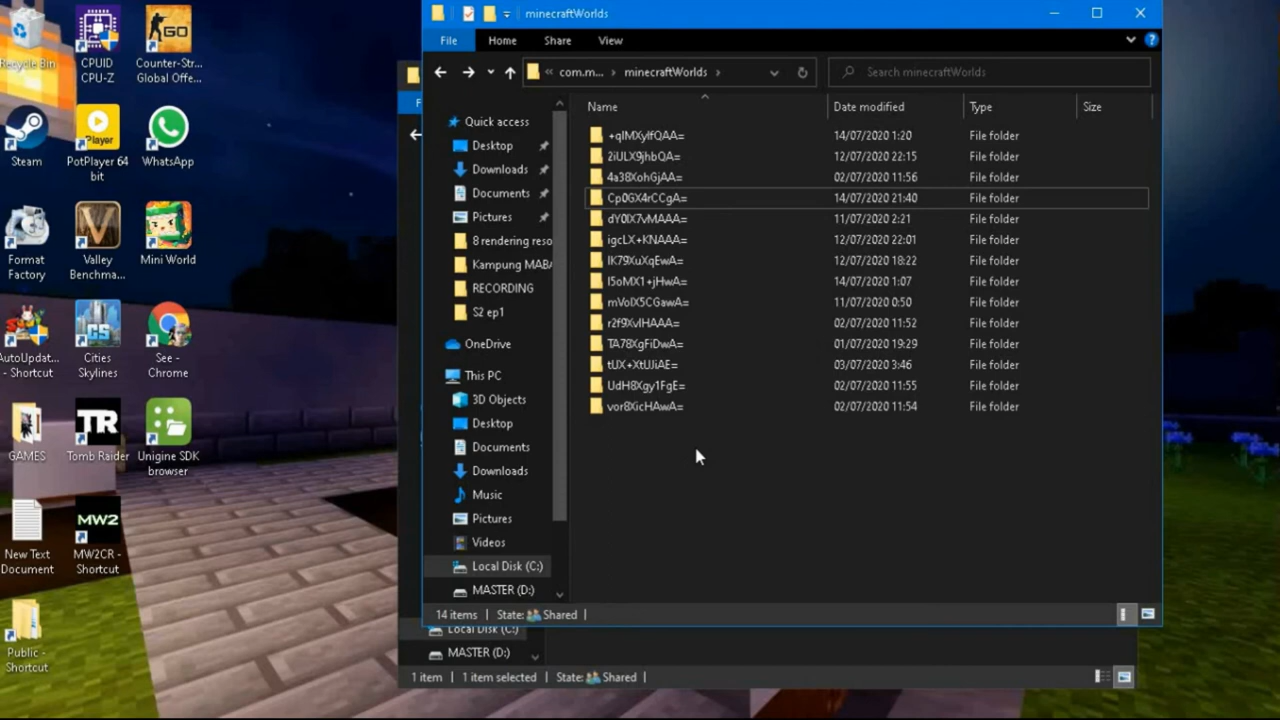 Recycle Bin
CPUID CPU-Z
Counter-Str... Global Offe...
Steam
PotPlayer 64 bit
Player
WhatsApp
Format Factory
Valley Benchma...
Mini World
AutoUpdat... - Shortcut
CS
Cities Skylines
See - Chrome
GAMES
TR
Tomb Raider
Unigine SDK browser
New Text Document
MW2
MW2CR - Shortcut
Public - Shortcut
GO
minecraftWorlds
File
Home
Share
View
com.m...
minecraftWorlds
Search minecraftWorlds
Name
Date modified
Type
Size
Quick access
Desktop
Downloads
Documents
Pictures
8 rendering reso
Kampung MABA
RECORDING
S2 ep1
OneDrive
This PC
3D Objects
Desktop
Documents
Downloads
Music
Pictures
Videos
Local Disk (C:)
MASTER (D:)
14/07/2020 1:20 File folder
2iULX9jhbQA= 12/07/2020 22:15 File folder
4a38XohGjAA= 02/07/2020 11:56 File folder
Cp0GX4rCCgA= 14/07/2020 21:40 File folder
11/07/2020 2:21 File folder
igcLX+KNAAA= 12/07/2020 22:01 File folder
12/07/2020 18:22 File folder
14/07/2020 1:07 File folder
11/07/2020 0:50 File folder
02/07/2020 11:52 File folder
TA78XgFiDwA= 01/07/2020 19:29 File folder
tUX+XtUJiAE= 03/07/2020 3:46 File folder
UdH8Xgy1FgE= 02/07/2020 11:55 File folder
vor8XicHAwA= 02/07/2020 11:54 File folder
14 items
State: Shared
Local Disk (C:)
MASTER (D:)
1 item
1 item selected
State: Shared